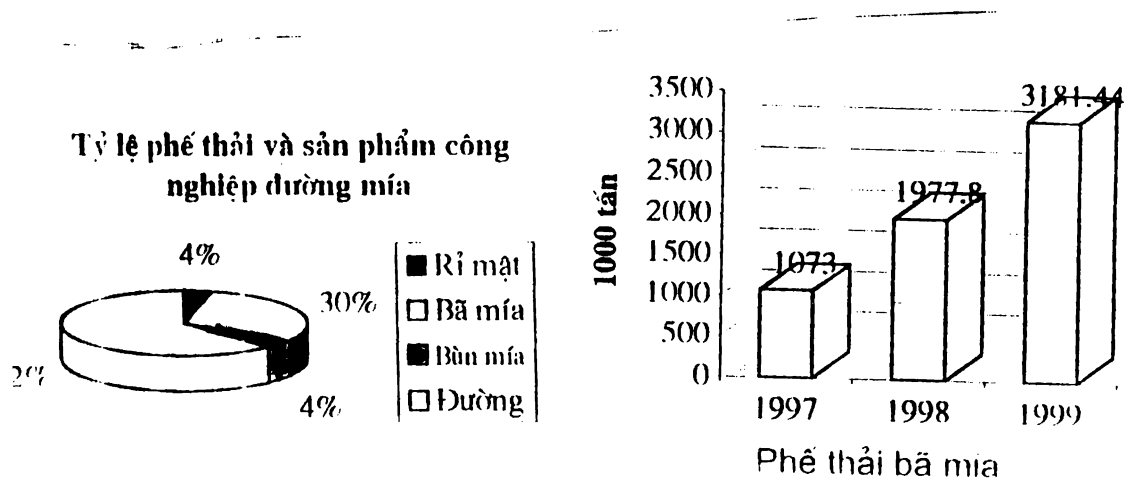 Tỷ lệ phế thải và sản phẩm công
nghiệp đường mía
4%
30%
4%
Rỉ mật
Bã mía
Bùn mía
Đường
1000 tấn
3500
3000
2500
2000
1500
1000
500
0
1073
1977.8
3181.44
1997
1998
1999
Phế thải bã mía